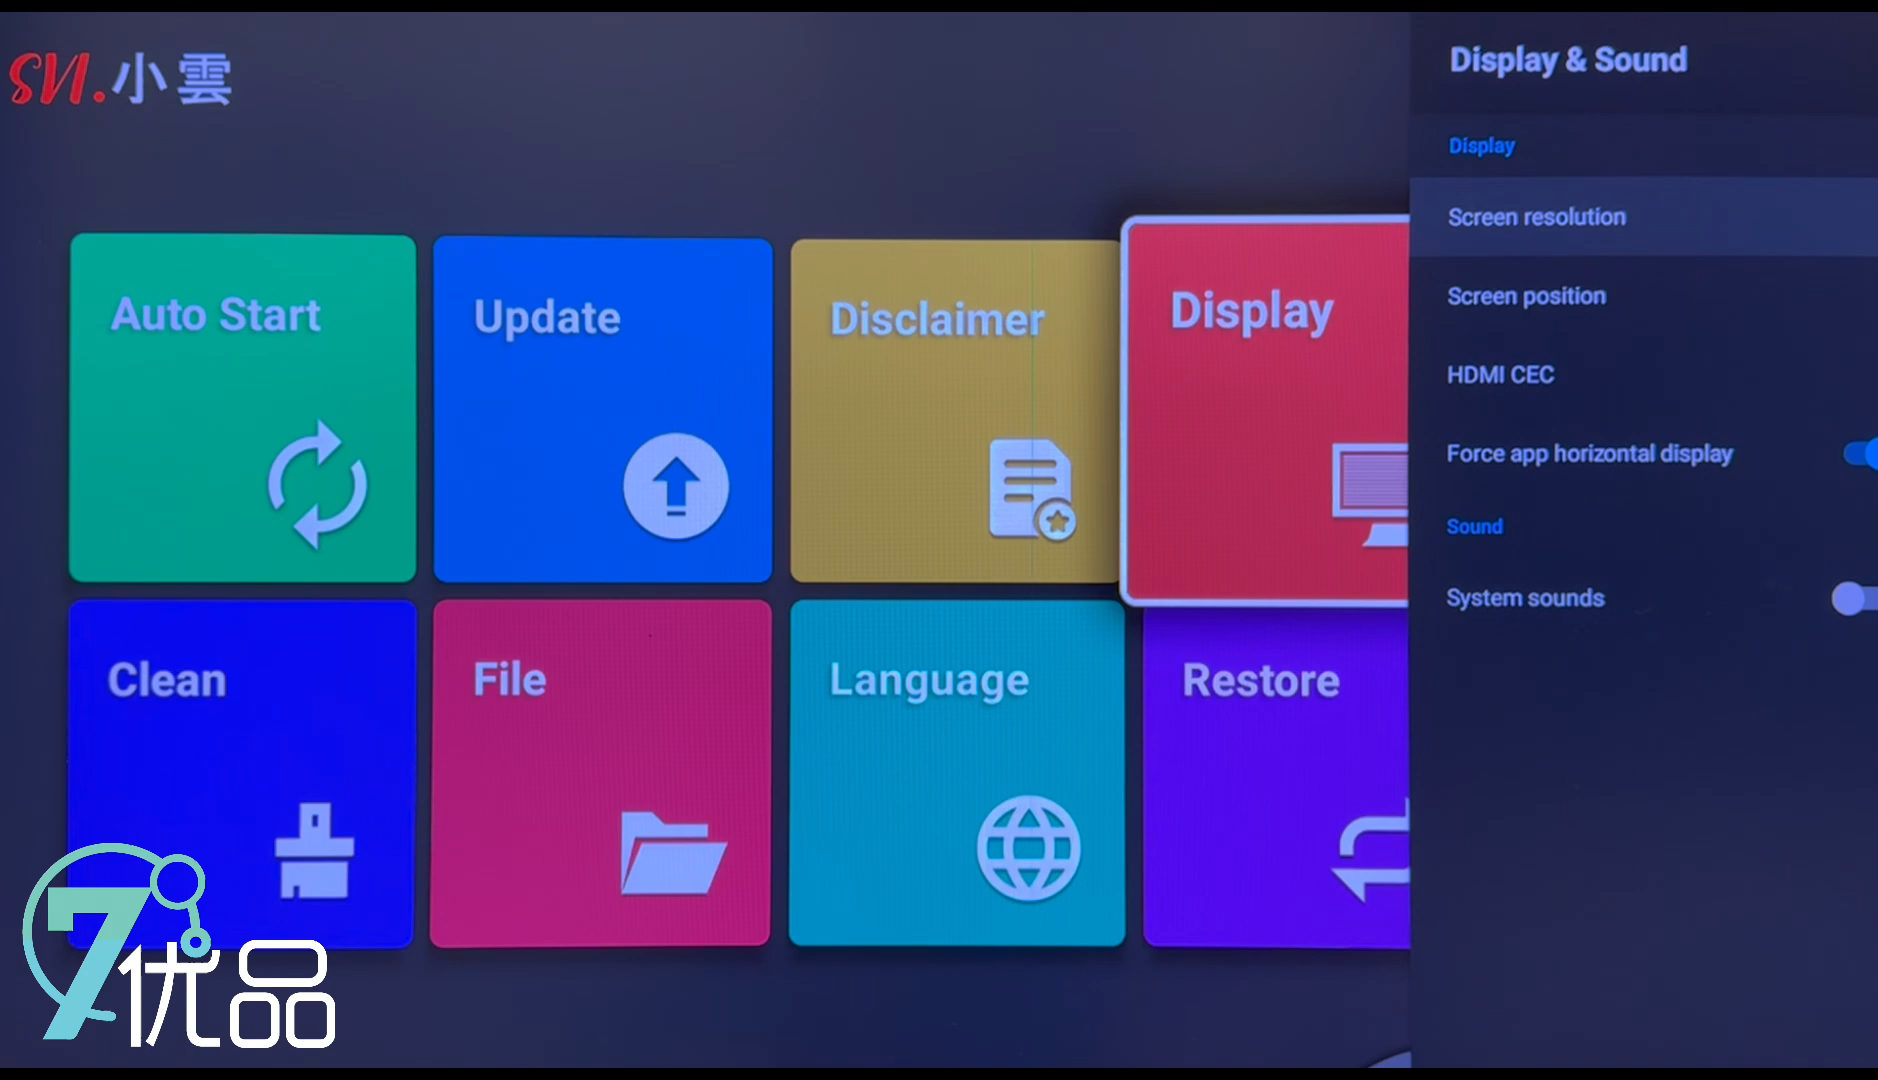 SVI.小雲
Display & Sound
Display
Screen resolution
Screen position
HDMI CEC
Force app horizontal display
Sound
System sounds
Auto Start
Update
Disclaimer
Display
Clean
File
Language
Restore
7优品